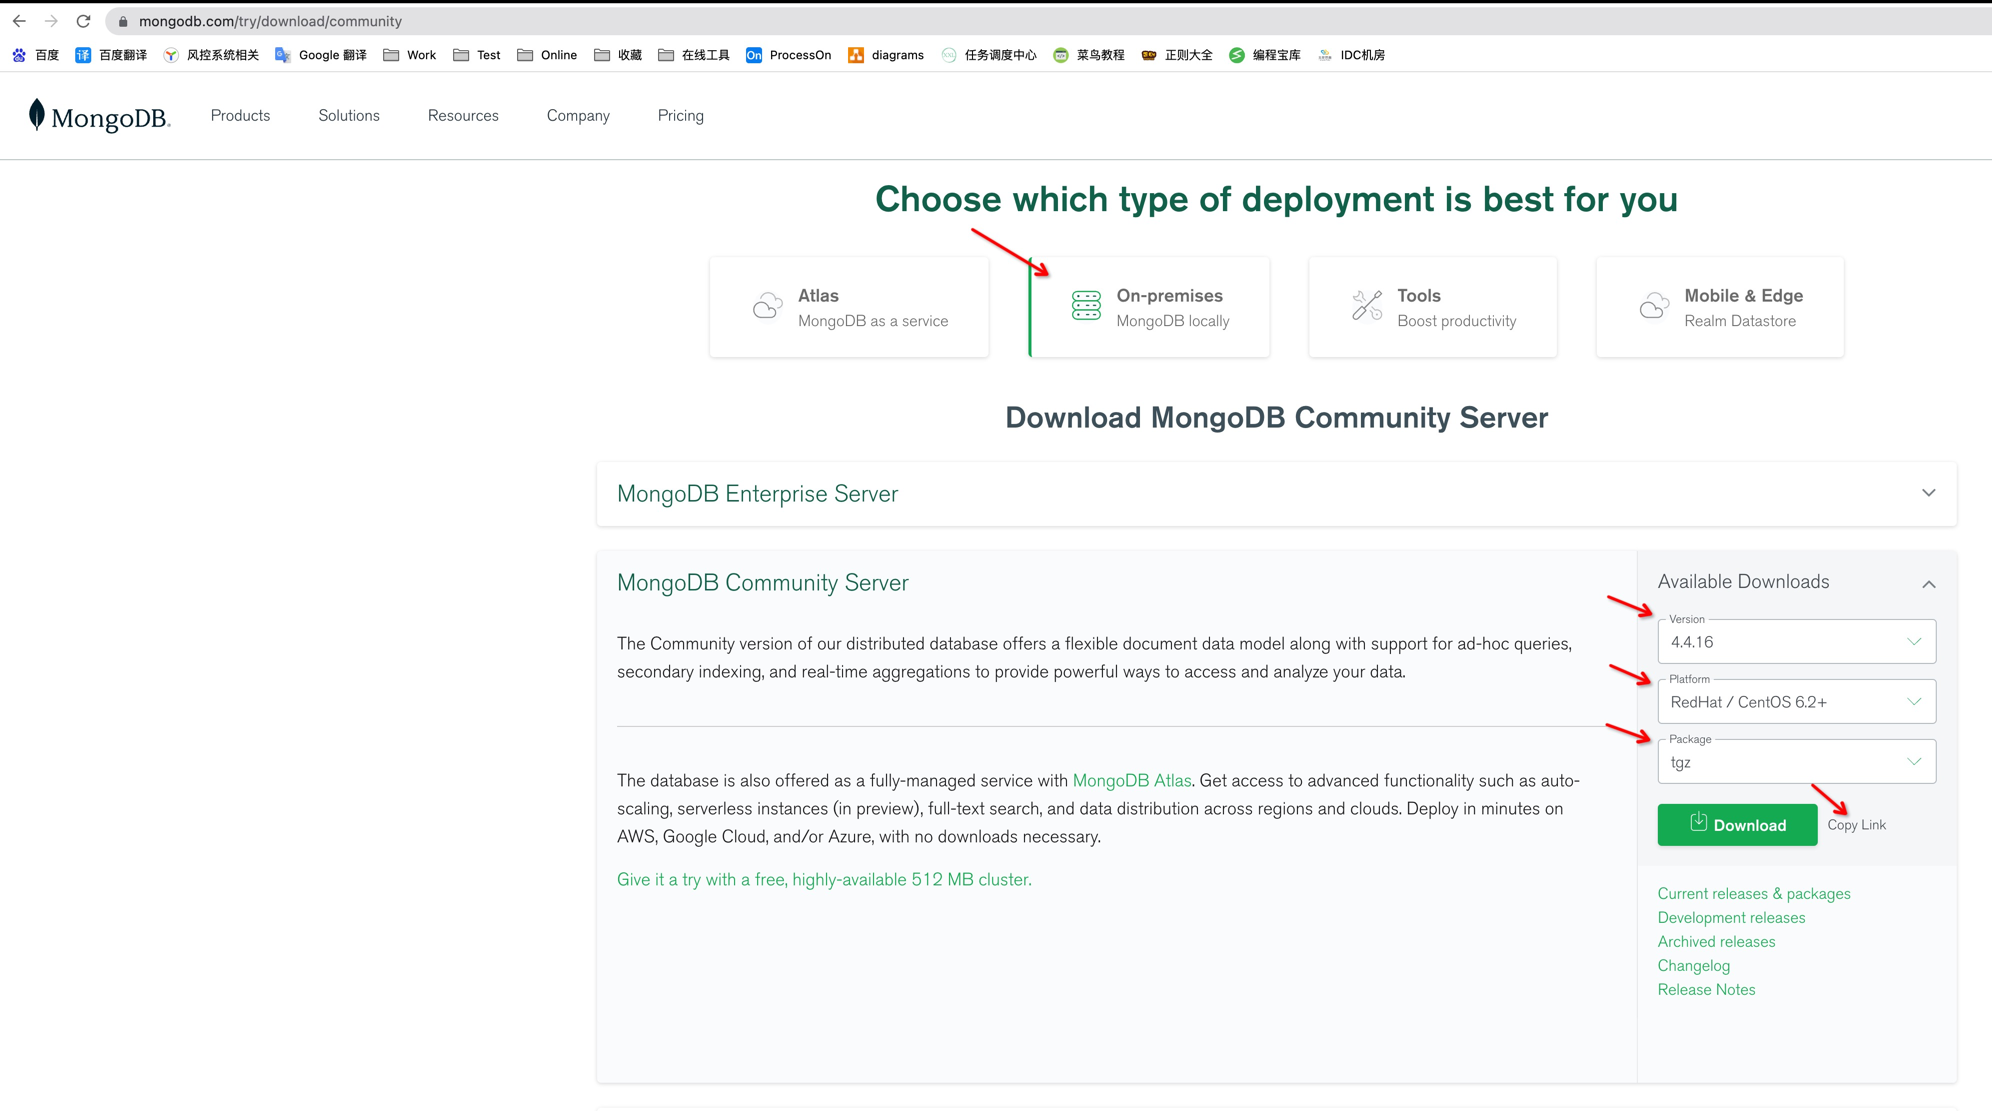 mongodb.com/try/download/community
百度 百度翻译 风控系统相关 Google 翻译 Work Test Online 收藏 在线工具 On ProcessOn diagrams 任务调度中心 菜鸟教程 正则大全 编程宝库 IDC机房
MongoDB. Products Solutions Resources Company Pricing
Choose which type of deployment is best for you
Atlas
MongoDB as a service
On-premises
MongoDB locally
Tools
Boost productivity
Mobile & Edge
Realm Datastore
Download MongoDB Community Server
MongoDB Enterprise Server
MongoDB Community Server
The Community version of our distributed database offers a flexible document data model along with support for ad-hoc queries,
secondary indexing, and real-time aggregations to provide powerful ways to access and analyze your data.
The database is also offered as a fully-managed service with MongoDB Atlas. Get access to advanced functionality such as auto-
scaling, serverless instances (in preview), full-text search, and data distribution across regions and clouds. Deploy in minutes on
AWS, Google Cloud, and/or Azure, with no downloads necessary.
Give it a try with a free, highly-available 512 MB cluster.
Available Downloads
Version
4.4.16
Platform
RedHat / CentOS 6.2+
Package
tgz
Download Copy Link
Current releases & packages
Development releases
Archived releases
Changelog
Release Notes